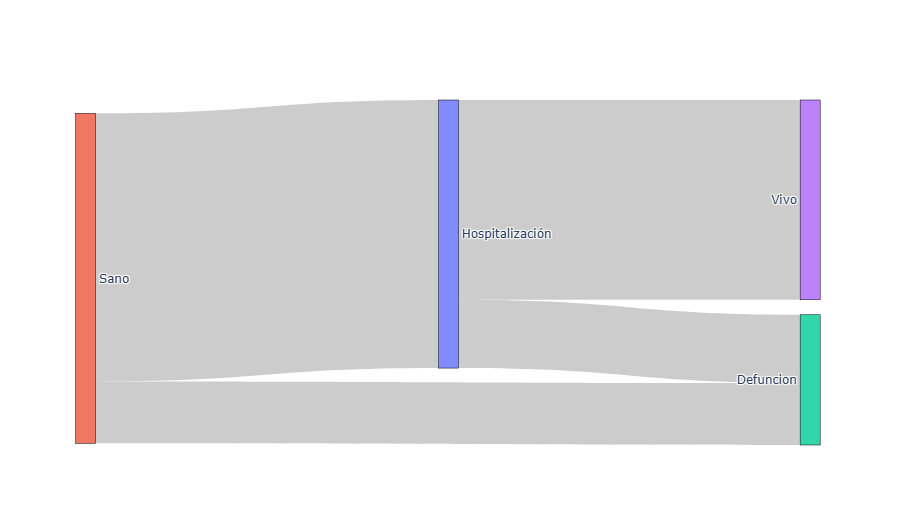 Sano
Hospitalización
Vivo
Defuncion